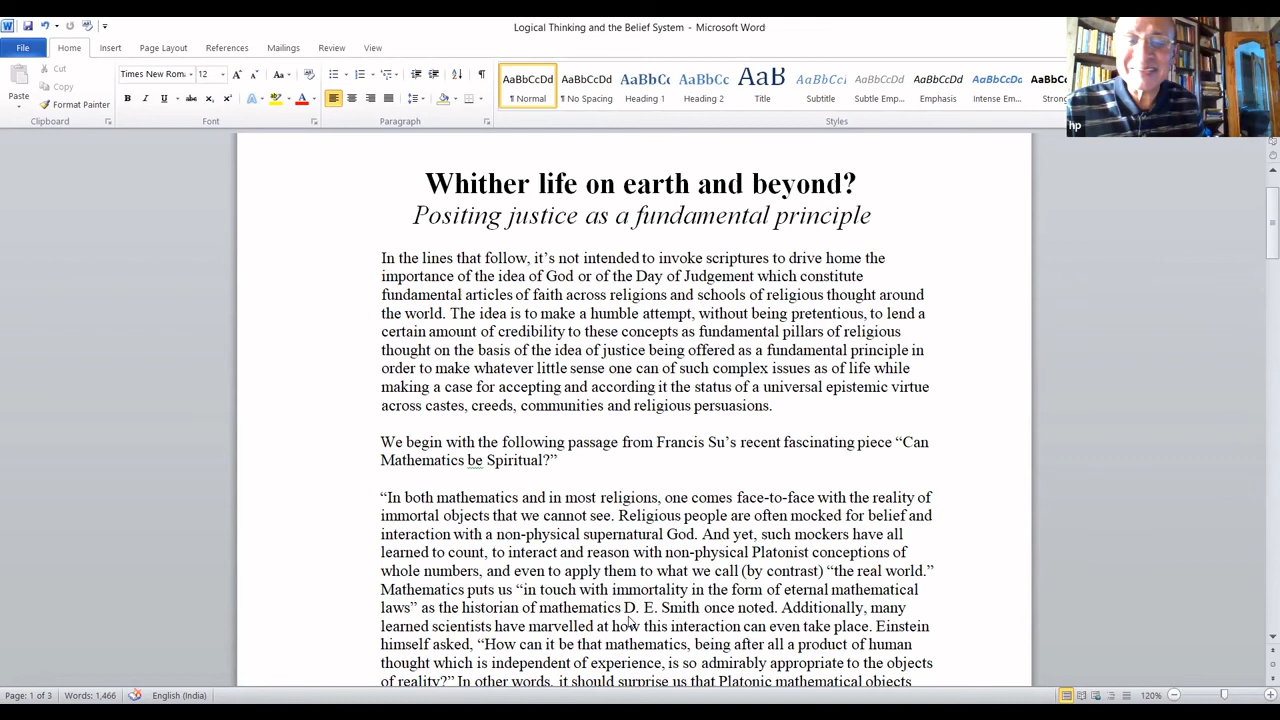 Logical Thinking and the Belief System - Microsoft Word
File Home Insert Page Layout References Mailings Review View
Paste
Cut
Copy
Format Painter
Clipboard
Times New Rom 12
Font
Paragraph
AaBbCcDd AaBbCcDd AaBbCc AaBbCc AaB AaBbCcI AaBbCcDd AaBbCcDd AaBbCcDd AaBbCc
¶ Normal ¶ No Spacing Heading 1 Heading 2 Title Subtitle Subtle Emp... Emphasis Intense Em... Stron
Styles
hp
Whither life on earth and beyond?
Positing justice as a fundamental principle
In the lines that follow, it’s not intended to invoke scriptures to drive home the
importance of the idea of God or of the Day of Judgement which constitute
fundamental articles of faith across religions and schools of religious thought around
the world. The idea is to make a humble attempt, without being pretentious, to lend a
certain amount of credibility to these concepts as fundamental pillars of religious
thought on the basis of the idea of justice being offered as a fundamental principle in
order to make whatever little sense one can of such complex issues as of life while
making a case for accepting and according it the status of a universal epistemic virtue
across castes, creeds, communities and religious persuasions.
We begin with the following passage from Francis Su’s recent fascinating piece “Can
Mathematics be Spiritual?”
“In both mathematics and in most religions, one comes face-to-face with the reality of
immortal objects that we cannot see. Religious people are often mocked for belief and
interaction with a non-physical supernatural God. And yet, such mockers have all
learned to count, to interact and reason with non-physical Platonist conceptions of
whole numbers, and even to apply them to what we call (by contrast) “the real world.”
Mathematics puts us “in touch with immortality in the form of eternal mathematical
laws” as the historian of mathematics D. E. Smith once noted. Additionally, many
learned scientists have marvelled at how this interaction can even take place. Einstein
himself asked, “How can it be that mathematics, being after all a product of human
thought which is independent of experience, is so admirably appropriate to the objects
of reality?” In other words, it should surprise us that Platonic mathematical objects
Page: 1 of 3 Words: 1,466 English (India) 120%